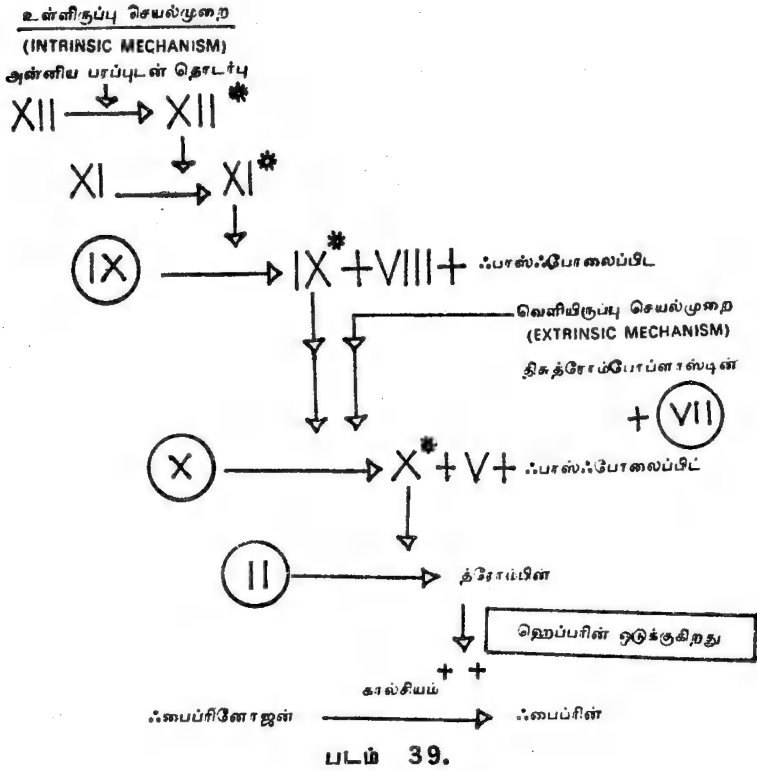 உள்ளிருப்பு செயல்முறை
(INTRINSIC MECHANISM)
அன்னிய பரப்புடன் தொடர்பு
XII XII*
XI XI*
IX IX* + VIII + ஃபாஸ்ஃபோலைப்பிட
வெளியிருப்பு செயல்முறை
(EXTRINSIC MECHANISM)
திசுத்ரோம்போப்ளாஸ்டின்
+ VII
X X* + V + ஃபாஸ்ஃபோலைப்பிட்
II த்ரோம்பின்
ஹெப்பரின் ஒடுக்குகிறது
கால்சியம் + +
ஃபைப்ரினோஜன் ஃபைப்ரின்
படம் 39.